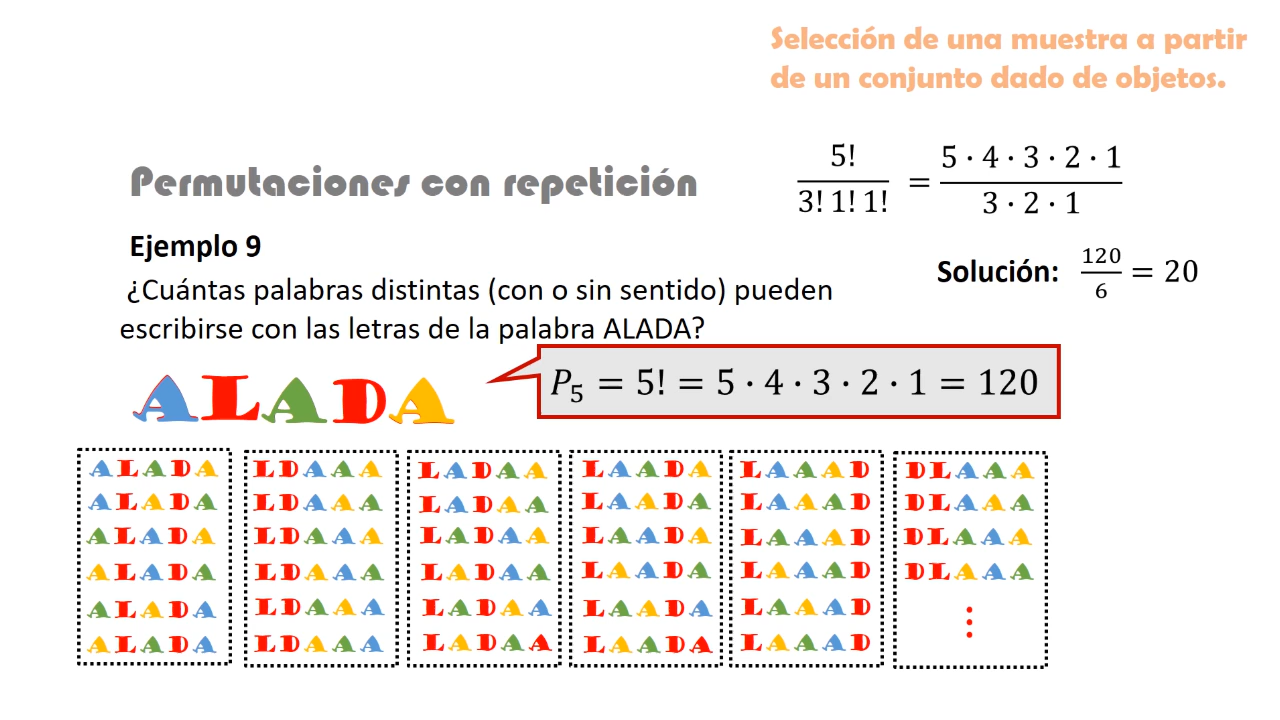 Selección de una muestra a partir
de un conjunto dado de objetos.
Permutaciones con repetición
5!/(3! 1! 1!) = (5 · 4 · 3 · 2 · 1)/(3 · 2 · 1)
Ejemplo 9
Solución: 120/6 = 20
¿Cuántas palabras distintas (con o sin sentido) pueden
escribirse con las letras de la palabra ALADA?
ALADA
P₅ = 5! = 5 · 4 · 3 · 2 · 1 = 120
ALADA LDAAA LADAA LAADA LAAAD DLAAA
ALADA LDAAA LADAA LAADA LAAAD DLAAA
ALADA LDAAA LADAA LAADA LAAAD DLAAA
ALADA LDAAA LADAA LAADA LAAAD DLAAA
ALADA LDAAA LADAA LAADA LAAAD
ALADA LDAAA LADAA LAADA LAAAD
⋮